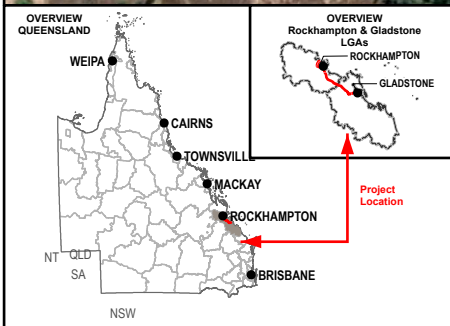 OVERVIEW
QUEENSLAND
WEIPA
CAIRNS
TOWNSVILLE
MACKAY
ROCKHAMPTON
BRISBANE
NT
QLD
SA
NSW
OVERVIEW
Rockhampton & Gladstone
LGAs
ROCKHAMPTON
GLADSTONE
Project
Location